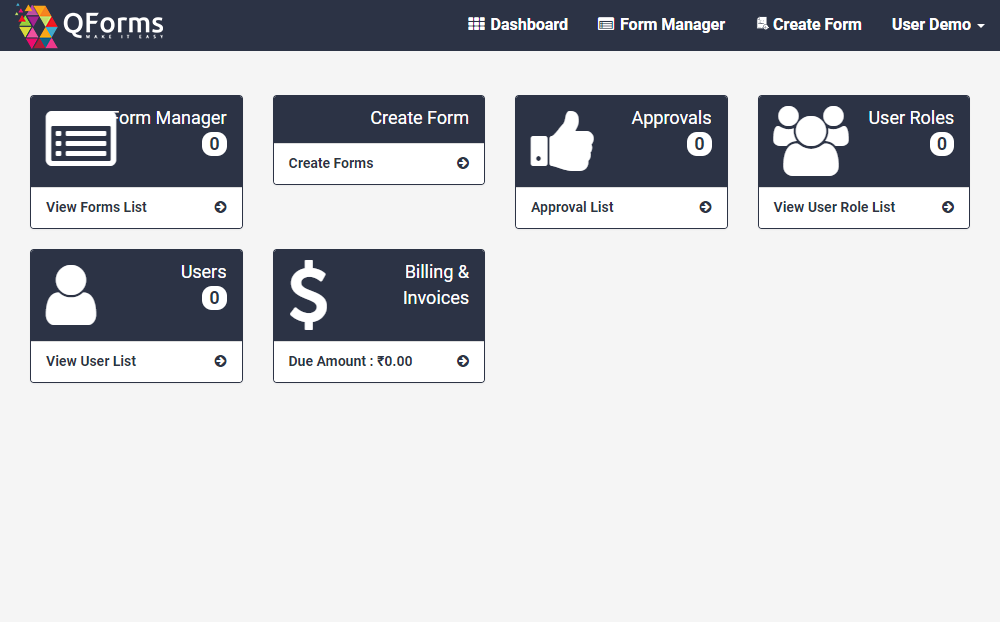 QForms
MAKE IT EASY
Dashboard
Form Manager
Create Form
User Demo
Form Manager
0
View Forms List
Create Form
Create Forms
Approvals
0
Approval List
User Roles
0
View User Role List
Users
0
View User List
Billing &
Invoices
Due Amount : ₹0.00